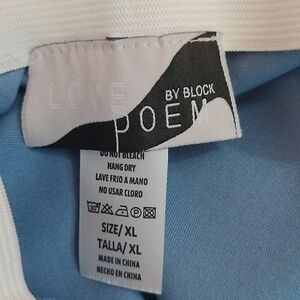 LOVE
BY BLOCK
POEM
DO NOT BLEACH
HANG DRY
LAVE FRIO A MANO
NO USAR CLORO
SIZE/ XL
TALLA/ XL
MADE IN CHINA
HECHO EN CHINA